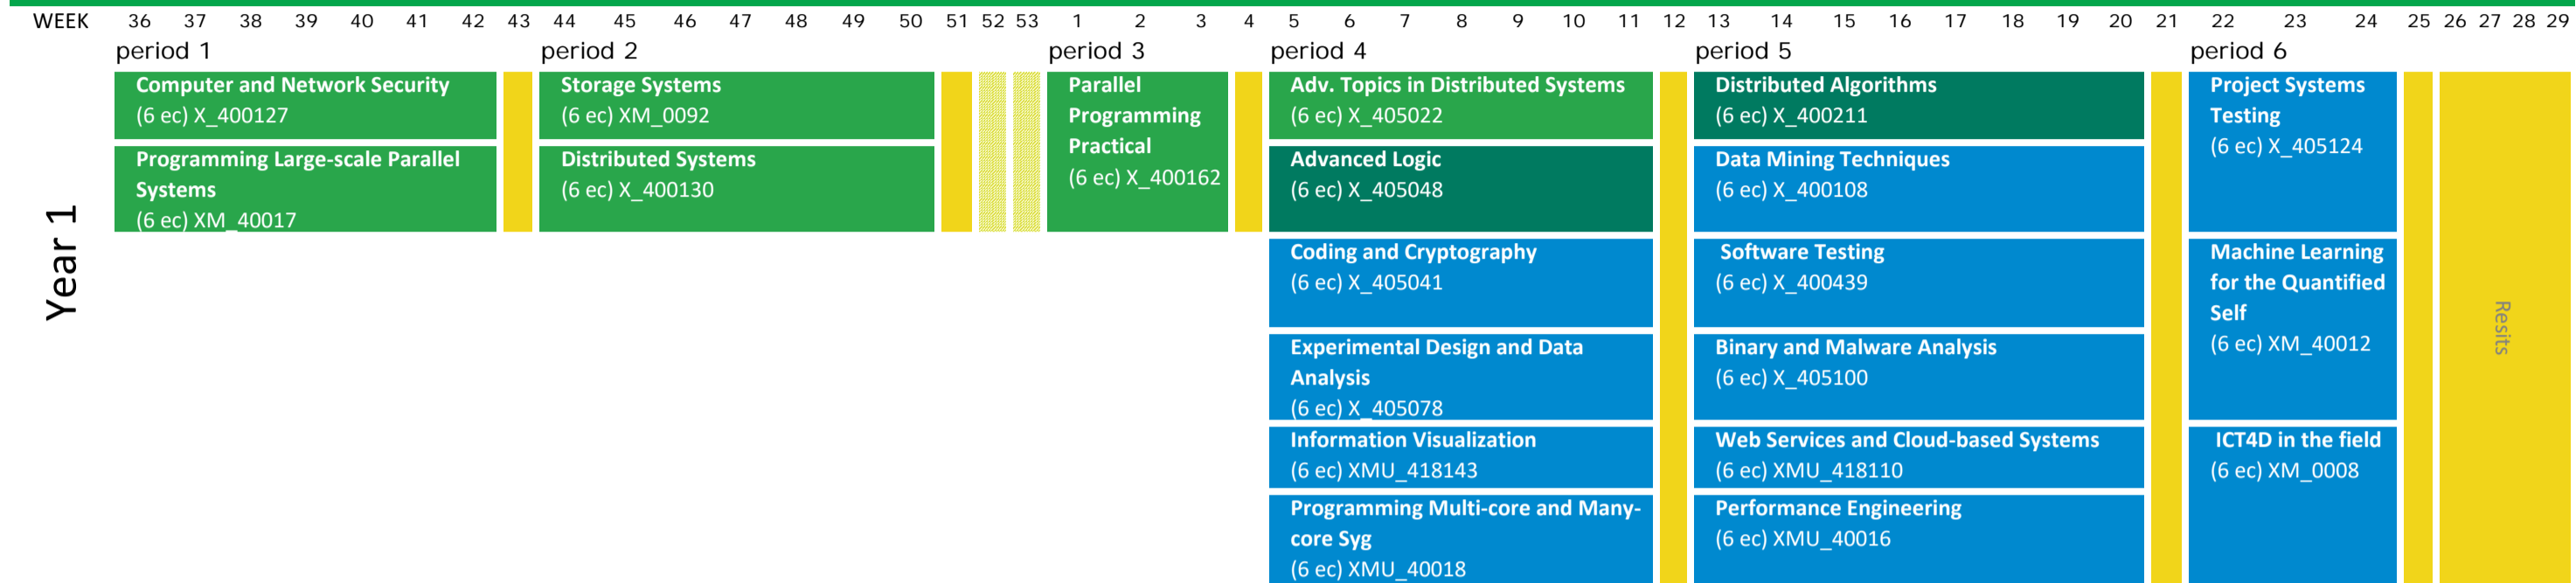 WEEK 36 37 38 39 40 41 42 43 44 45 46 47 48 49 50 51 52 53 1 2 3 4 5 6 7 8 9 10 11 12 13 14 15 16 17 18 19 20 21 22 23 24 25 26 27 28 29
period 1 period 2 period 3 period 4 period 5 period 6
Year 1
Computer and Network Security
(6 ec) X_400127
Programming Large-scale Parallel
Systems
(6 ec) XM_40017
Storage Systems
(6 ec) XM_0092
Distributed Systems
(6 ec) X_400130
Parallel
Programming
Practical
(6 ec) X_400162
Adv. Topics in Distributed Systems
(6 ec) X_405022
Advanced Logic
(6 ec) X_405048
Coding and Cryptography
(6 ec) X_405041
Experimental Design and Data
Analysis
(6 ec) X_405078
Information Visualization
(6 ec) XMU_418143
Programming Multi-core and Many-
core Syg
(6 ec) XMU_40018
Distributed Algorithms
(6 ec) X_400211
Data Mining Techniques
(6 ec) X_400108
Software Testing
(6 ec) X_400439
Binary and Malware Analysis
(6 ec) X_405100
Web Services and Cloud-based Systems
(6 ec) XMU_418110
Performance Engineering
(6 ec) XMU_40016
Project Systems
Testing
(6 ec) X_405124
Machine Learning
for the Quantified
Self
(6 ec) XM_40012
ICT4D in the field
(6 ec) XM_0008
Resits